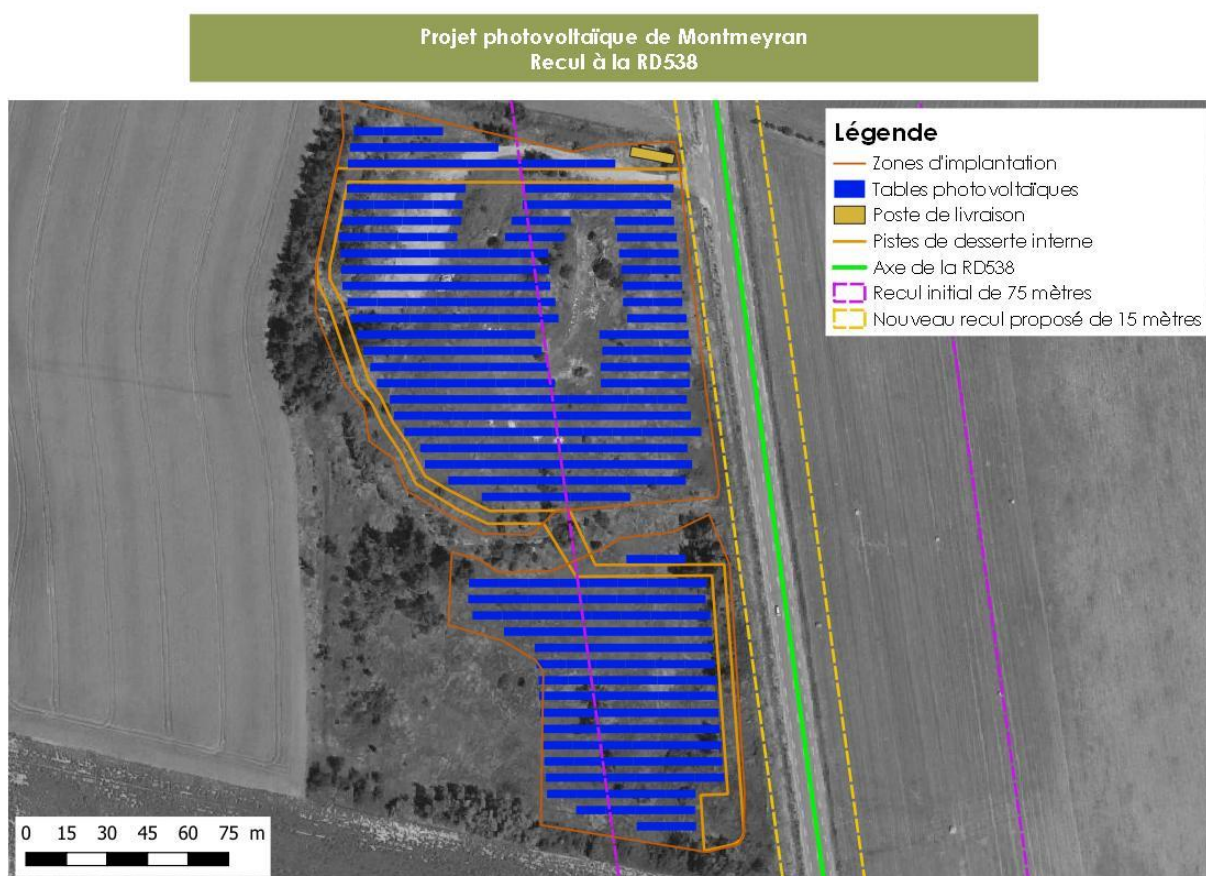 Projet photovoltaïque de Montmeyran
Recul à la RD538
Légende
Zones d'implantation
Tables photovoltaïques
Poste de livraison
Pistes de desserte interne
Axe de la RD538
Recul initial de 75 mètres
Nouveau recul proposé de 15 mètres
0 15 30 45 60 75 m